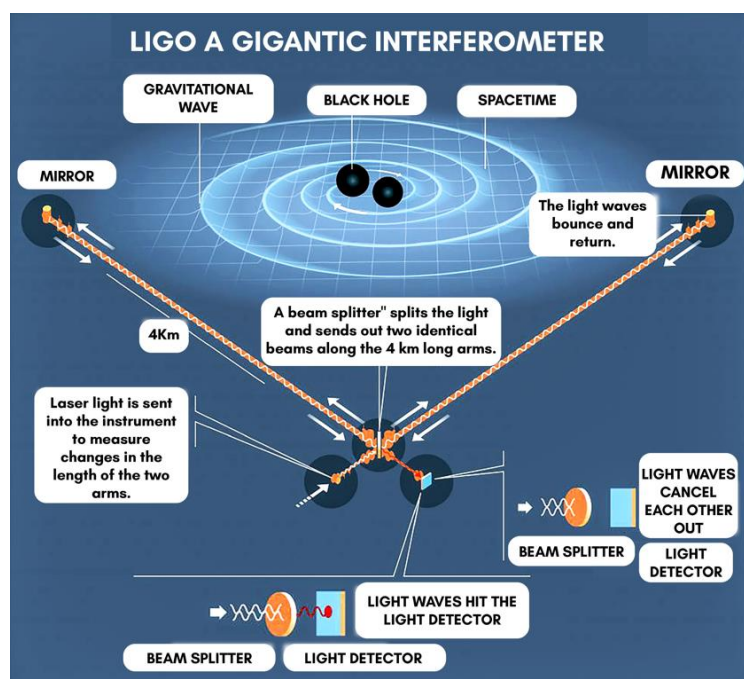 LIGO A GIGANTIC INTERFEROMETER
GRAVITATIONAL
WAVE
BLACK HOLE
SPACETIME
MIRROR
MIRROR
The light waves
bounce and
return.
A beam splitter" splits the light
and sends out two identical
beams along the 4 km long arms.
4Km
Laser light is sent
into the instrument
to measure
changes in the
length of the two
arms.
LIGHT WAVES
CANCEL
EACH OTHER
OUT
BEAM SPLITTER
LIGHT
DETECTOR
LIGHT WAVES HIT THE
LIGHT DETECTOR
BEAM SPLITTER
LIGHT DETECTOR